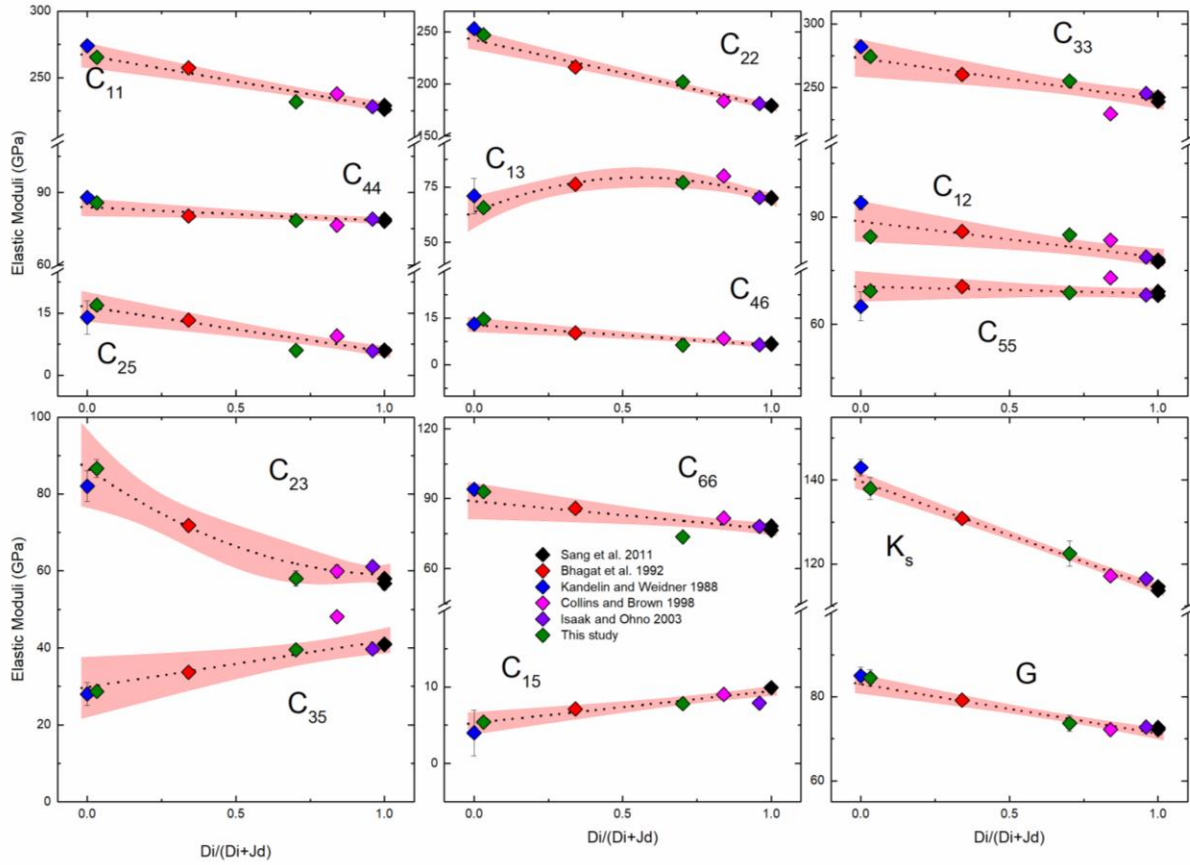 300
250
90
60
15
0
Elastic Moduli (GPa)
C11
C44
C25
0.0
0.5
1.0
250
200
150
75
50
15
0
C22
C13
C46
0.0
0.5
1.0
300
250
90
60
C33
C12
C55
0.0
0.5
1.0
100
80
60
40
20
0
Elastic Moduli (GPa)
C23
C35
0.0
0.5
1.0
Di/(Di+Jd)
120
90
60
10
0
C66
Sang et al. 2011
Bhagat et al. 1992
Kandelin and Weidner 1988
Collins and Brown 1998
Isaak and Ohno 2003
This study
C15
0.0
0.5
1.0
Di/(Di+Jd)
140
120
80
60
Ks
G
0.0
0.5
1.0
Di/(Di+Jd)